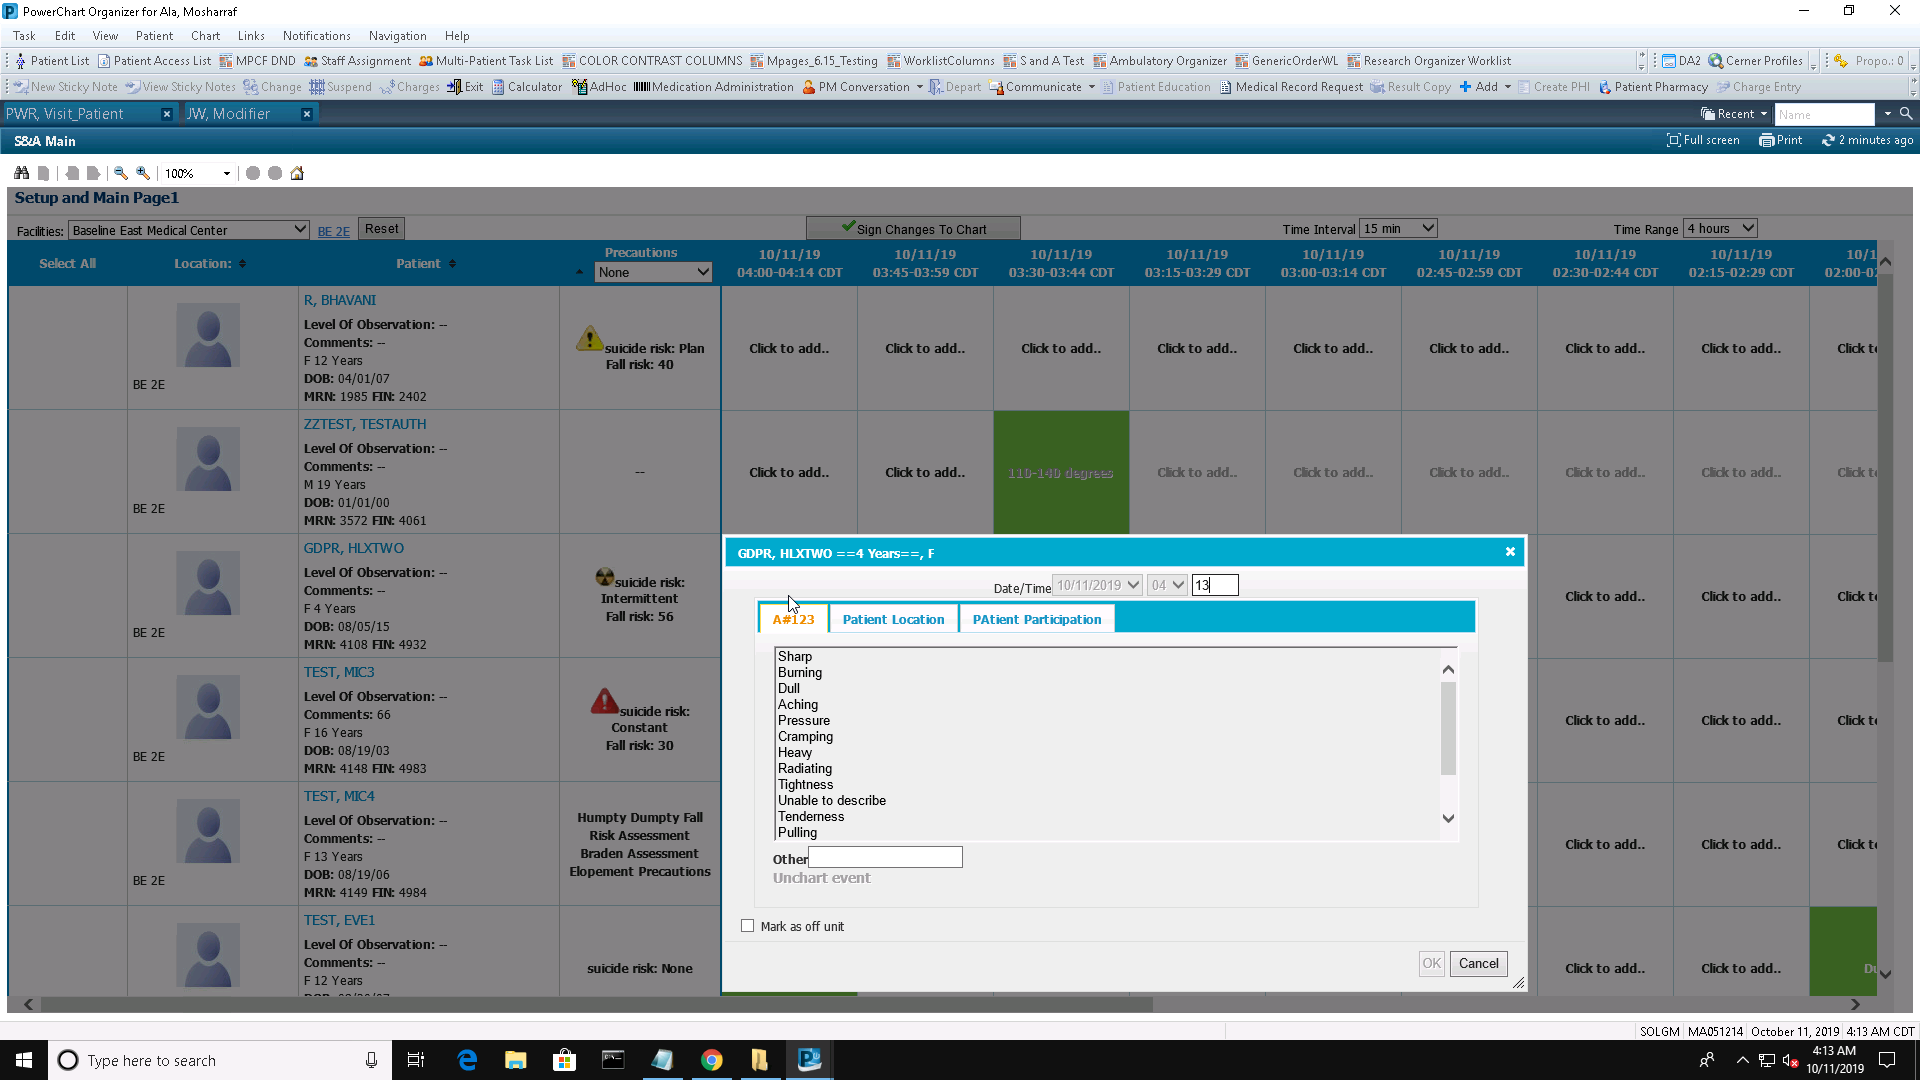 PowerChart Organizer for Ala, Mosharraf
Task Edit View Patient Chart Links Notifications Navigation Help
Patient List Patient Access List MPCF DND Staff Assignment Multi-Patient Task List COLOR CONTRAST COLUMNS Mpages_6.15_Testing WorklistColumns S and A Test Ambulatory Organizer GenericOrderWL Research Organizer Worklist DA2 Cerner Profiles Propo.: 0
New Sticky Note View Sticky Notes Change Suspend Charges Exit Calculator AdHoc Medication Administration PM Conversation Depart Communicate Patient Education Medical Record Request Result Copy Add Create PHI Patient Pharmacy Charge Entry
PWR, Visit_Patient JW, Modifier Recent Name
S&A Main Full screen Print 2 minutes ago
100%
Setup and Main Page1
Facilities: Baseline East Medical Center BE 2E Reset Sign Changes To Chart Time Interval 15 min Time Range 4 hours
Select All Location: Patient Precautions None
10/11/19 10/11/19 10/11/19 10/11/19 10/11/19 10/11/19 10/11/19 10/11/19 10/1
04:00-04:14 CDT 03:45-03:59 CDT 03:30-03:44 CDT 03:15-03:29 CDT 03:00-03:14 CDT 02:45-02:59 CDT 02:30-02:44 CDT 02:15-02:29 CDT 02:00-0
BE 2E
R, BHAVANI
Level Of Observation: --
Comments: --
F 12 Years
DOB: 04/01/07
MRN: 1985 FIN: 2402
suicide risk: Plan
Fall risk: 40
Click to add.. Click to add.. Click to add.. Click to add.. Click to add.. Click to add.. Click to add.. Click to add.. Click t
BE 2E
ZZTEST, TESTAUTH
Level Of Observation: --
Comments: --
M 19 Years
DOB: 01/01/00
MRN: 3572 FIN: 4061
--
Click to add.. Click to add.. 110-140 degrees Click to add.. Click to add.. Click to add.. Click to add.. Click to add.. Click t
BE 2E
GDPR, HLXTWO
Level Of Observation: --
Comments: --
F 4 Years
DOB: 08/05/15
MRN: 4108 FIN: 4932
suicide risk:
Intermittent
Fall risk: 56
Click to add.. Click to add.. Click t
BE 2E
TEST, MIC3
Level Of Observation: --
Comments: 66
F 16 Years
DOB: 08/19/03
MRN: 4148 FIN: 4983
suicide risk:
Constant
Fall risk: 30
Click to add.. Click to add.. Click t
BE 2E
TEST, MIC4
Level Of Observation: --
Comments: --
F 13 Years
DOB: 08/19/06
MRN: 4149 FIN: 4984
Humpty Dumpty Fall
Risk Assessment
Braden Assessment
Elopement Precautions
Click to add.. Click to add.. Click t
TEST, EVE1
Level Of Observation: --
Comments: --
F 12 Years
suicide risk: None
Click to add.. Click to add.. D
GDPR, HLXTWO ==4 Years==, F
Date/Time 10/11/2019 04 13
A#123 Patient Location PAtient Participation
Sharp
Burning
Dull
Aching
Pressure
Cramping
Heavy
Radiating
Tightness
Unable to describe
Tenderness
Pulling
Other
Unchart event
Mark as off unit
OK Cancel
SOLGM MA051214 October 11, 2019 4:13 AM CDT
Type here to search
4:13 AM
10/11/2019